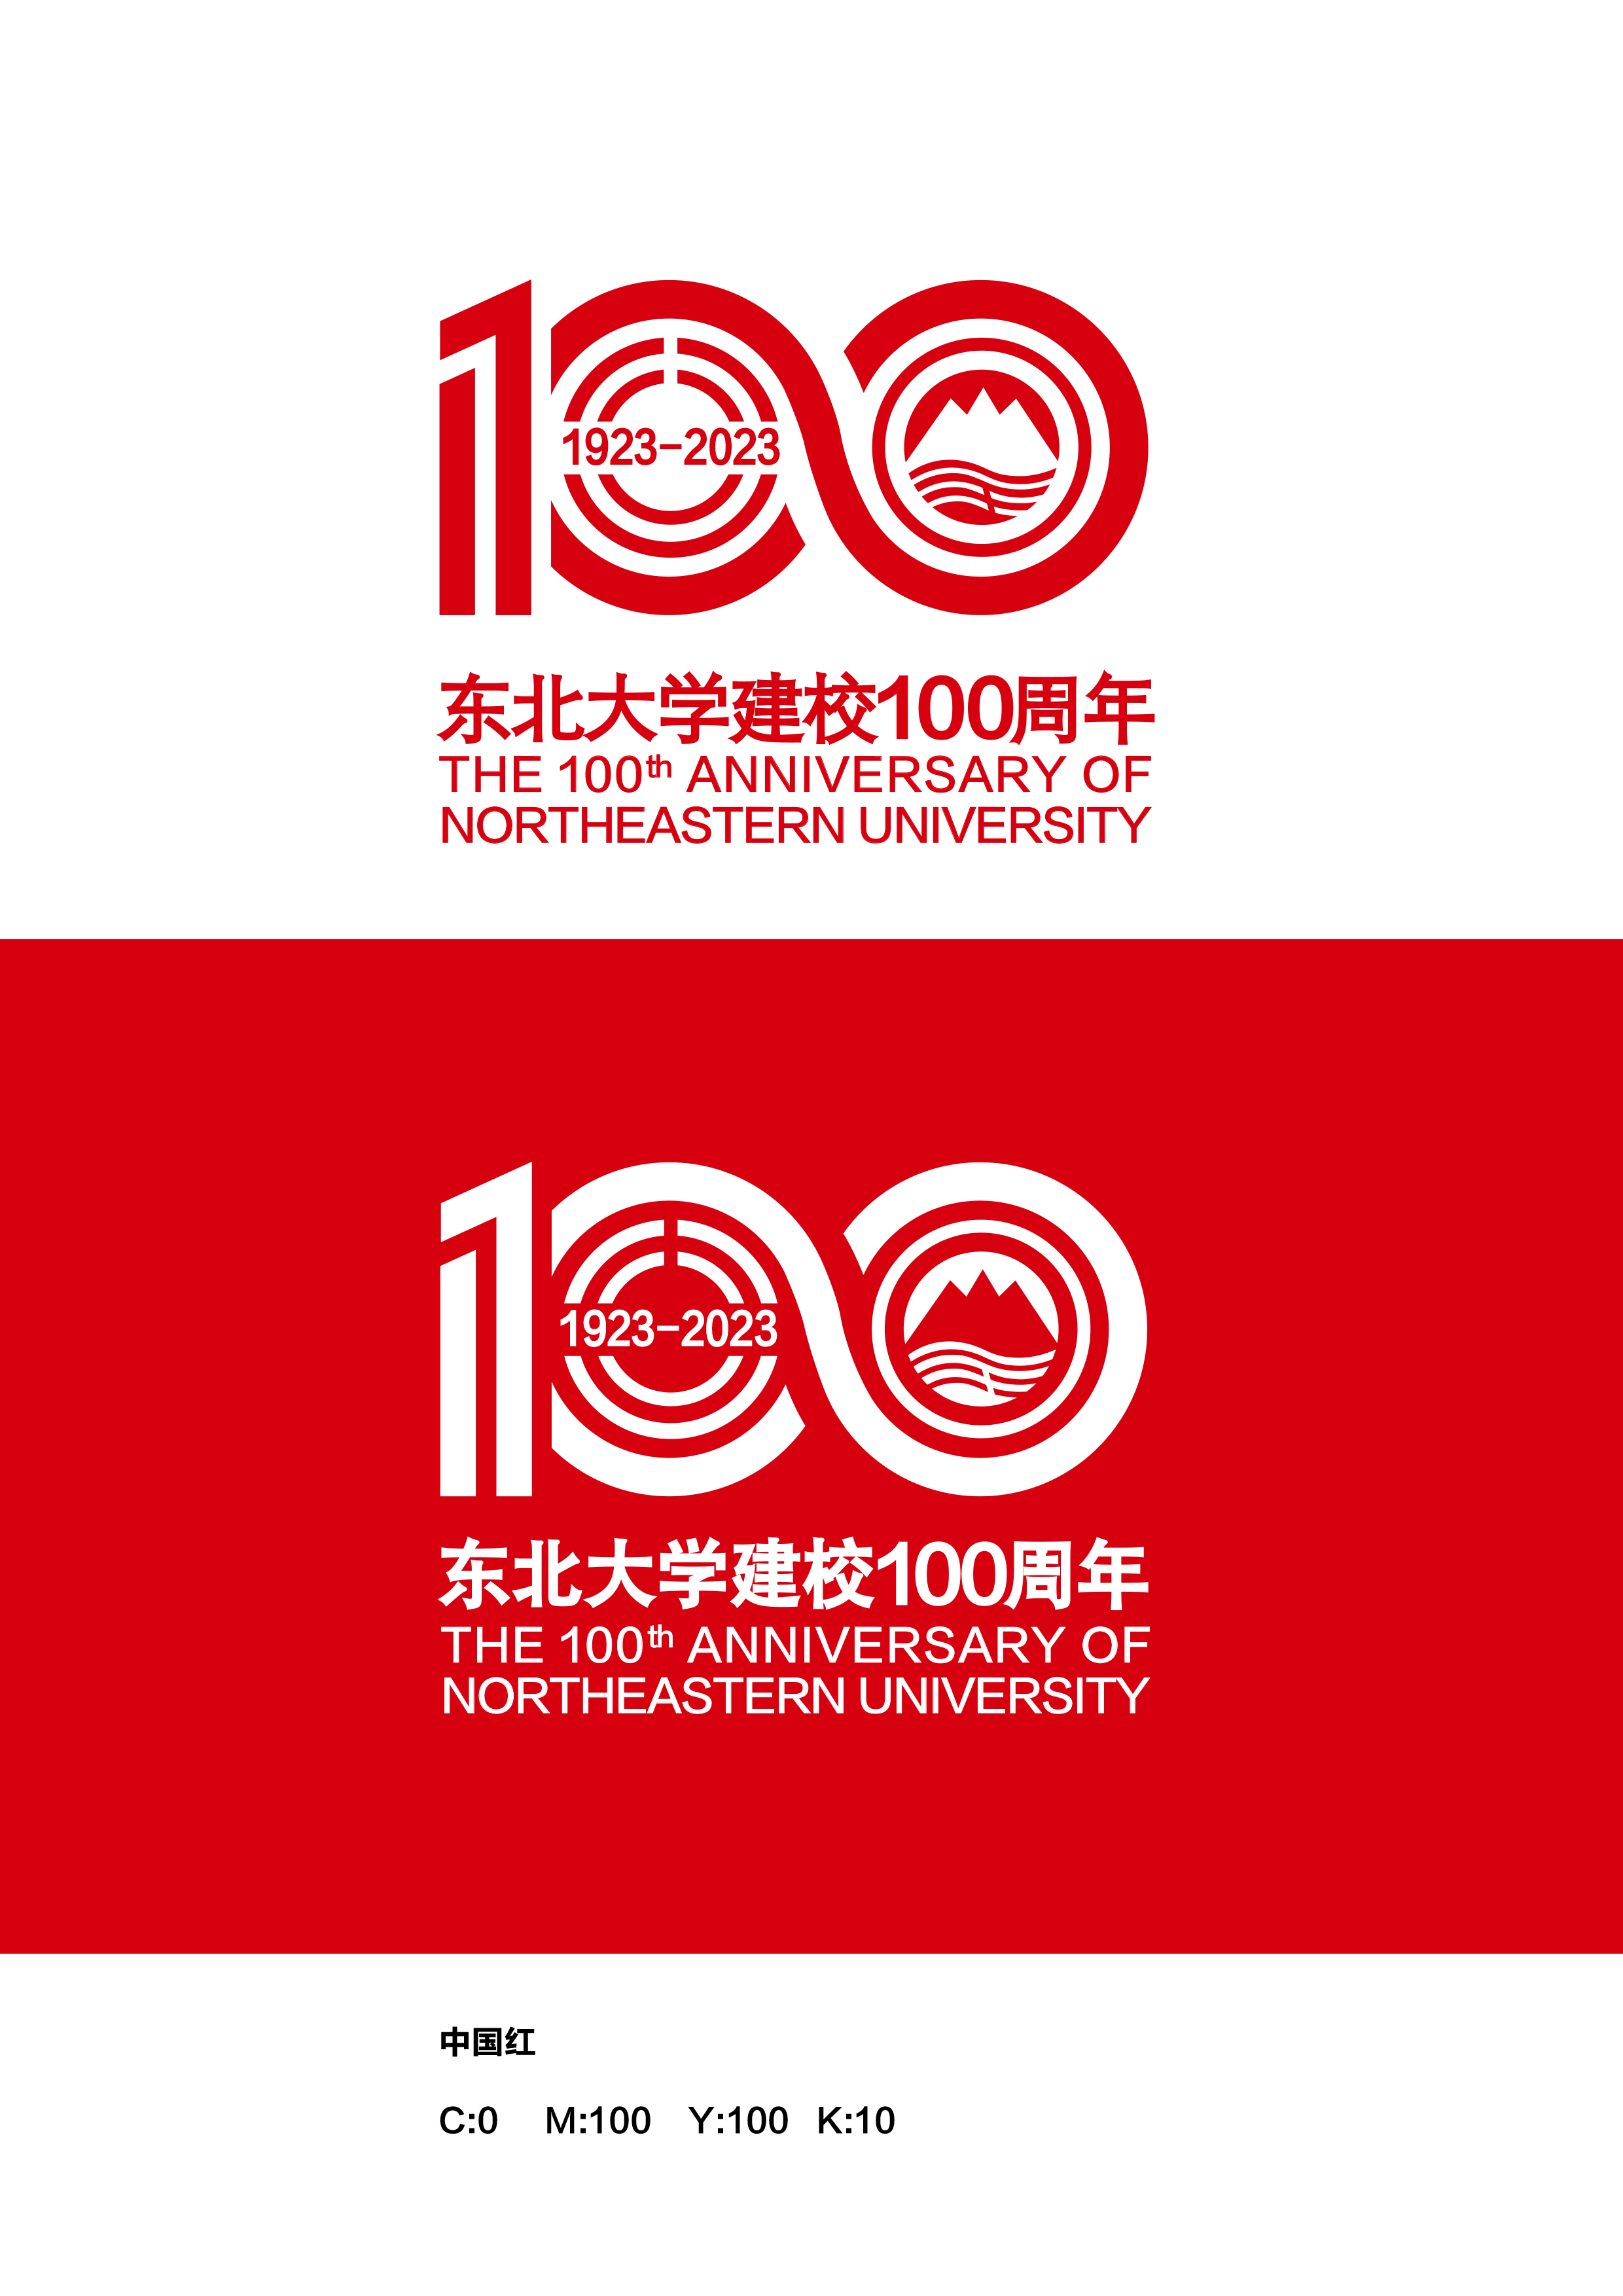 100
1923-2023
东北大学建校100周年
THE 100th ANNIVERSARY OF
NORTHEASTERN UNIVERSITY
100
1923-2023
东北大学建校100周年
THE 100th ANNIVERSARY OF
NORTHEASTERN UNIVERSITY
中国红
C:0 M:100 Y:100 K:10